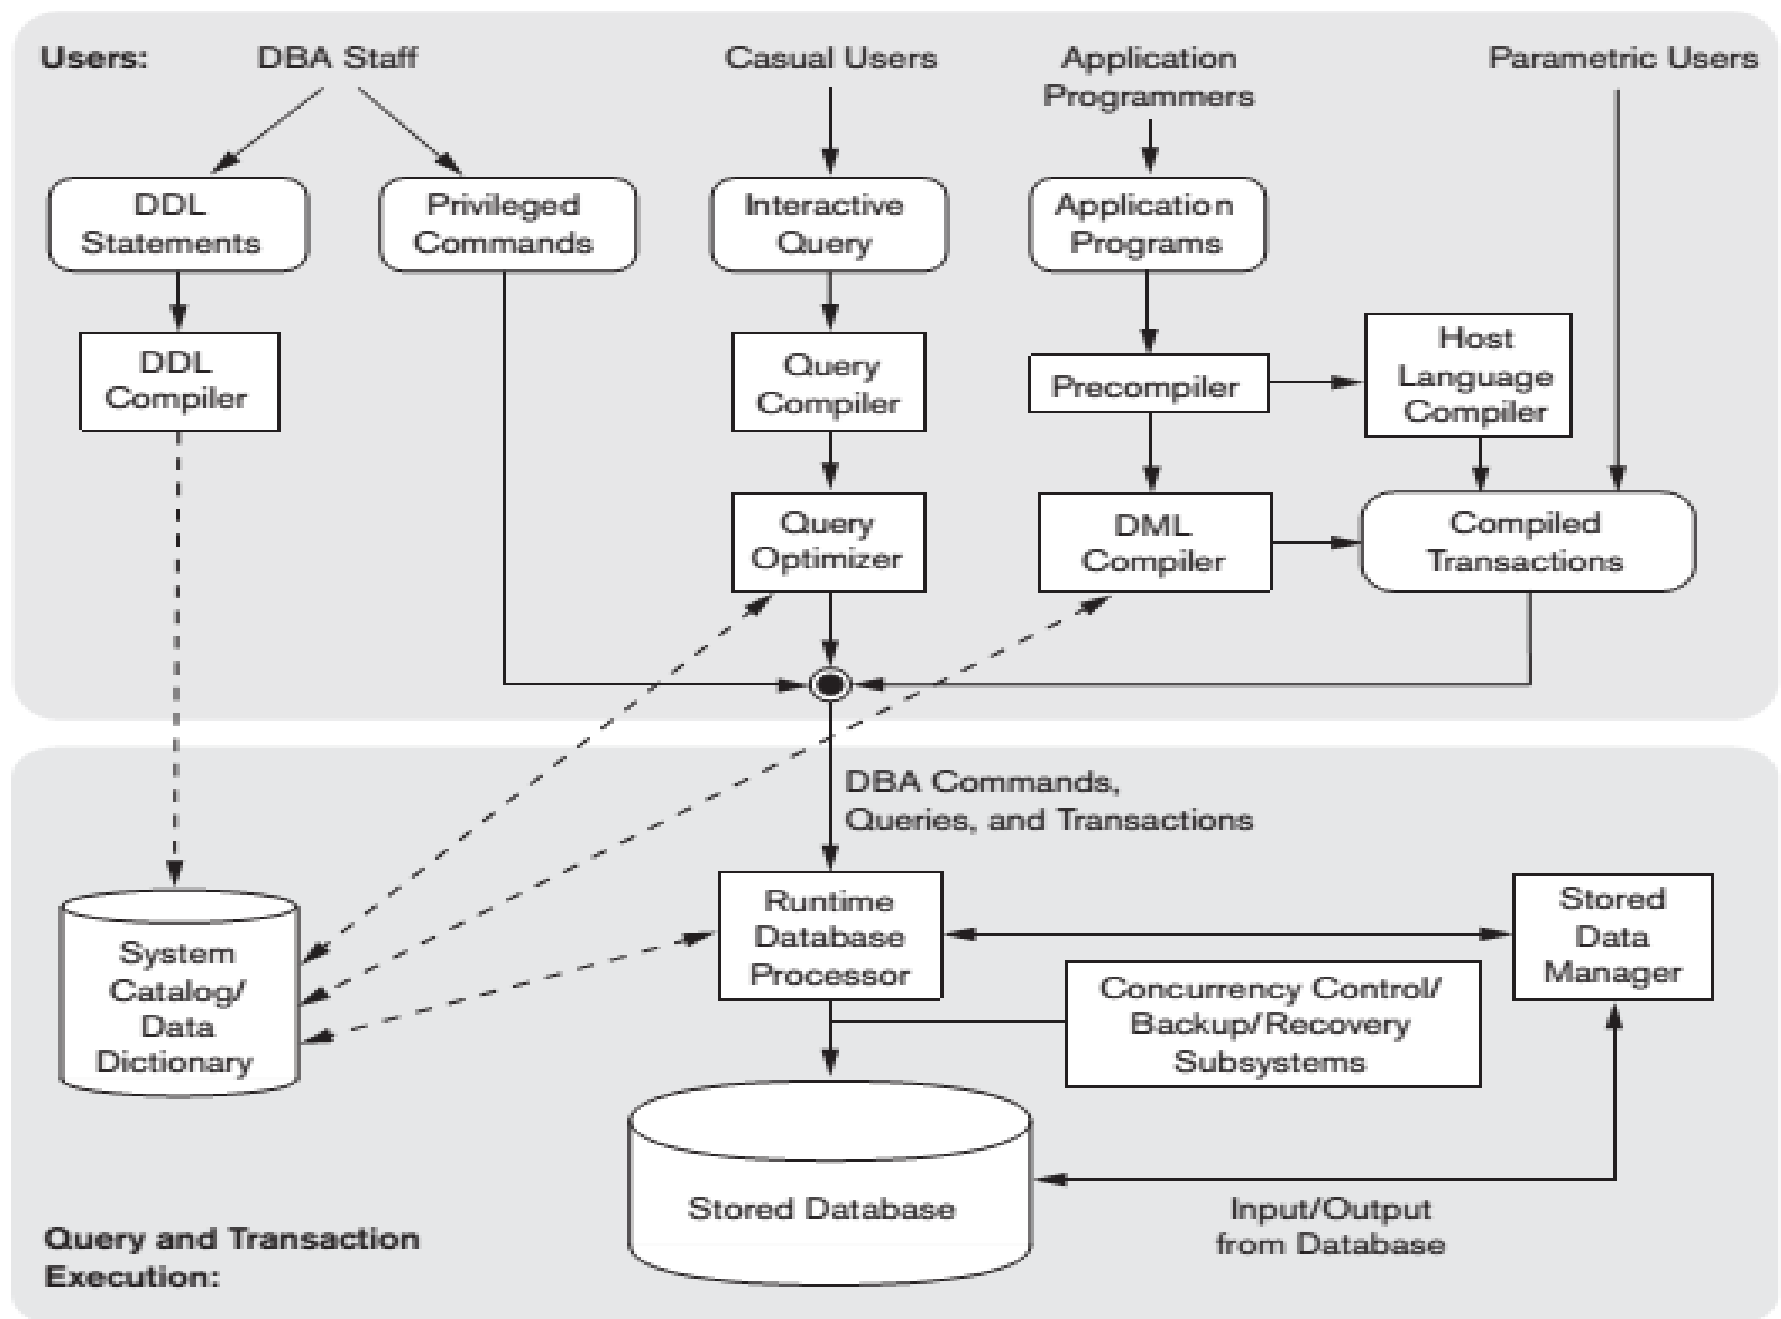 Users:
DBA Staff
Casual Users
Application
Programmers
Parametric Users
DDL
Statements
Privileged
Commands
Interactive
Query
Application
Programs
DDL
Compiler
Query
Compiler
Precompiler
Host
Language
Compiler
Query
Optimizer
DML
Compiler
Compiled
Transactions
DBA Commands,
Queries, and Transactions
System
Catalog/
Data
Dictionary
Runtime
Database
Processor
Stored
Data
Manager
Concurrency Control/
Backup/Recovery
Subsystems
Stored Database
Input/Output
from Database
Query and Transaction
Execution: